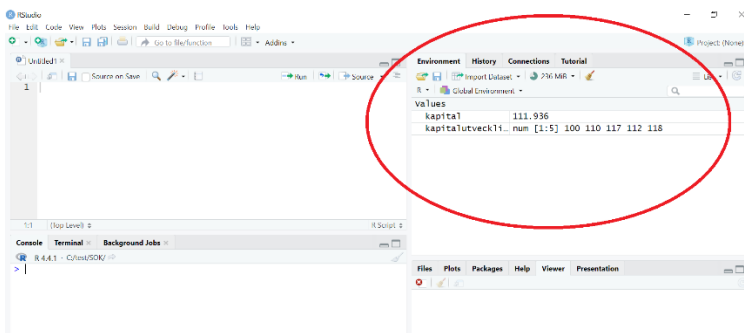 RStudio
File Edit Code View Plots Session Build Debug Profile Tools Help
Go to file/function Addins
Project: (None)
Untitled1
Source on Save Run Source
1
1:1 (Top Level) R Script
Console Terminal Background Jobs
R 4.4.1 · C:/test/SOK/
>
Environment History Connections Tutorial
Import Dataset 236 MiB
R Global Environment
Values
kapital 111.936
kapitalutveckli… num [1:5] 100 110 117 112 118
Files Plots Packages Help Viewer Presentation